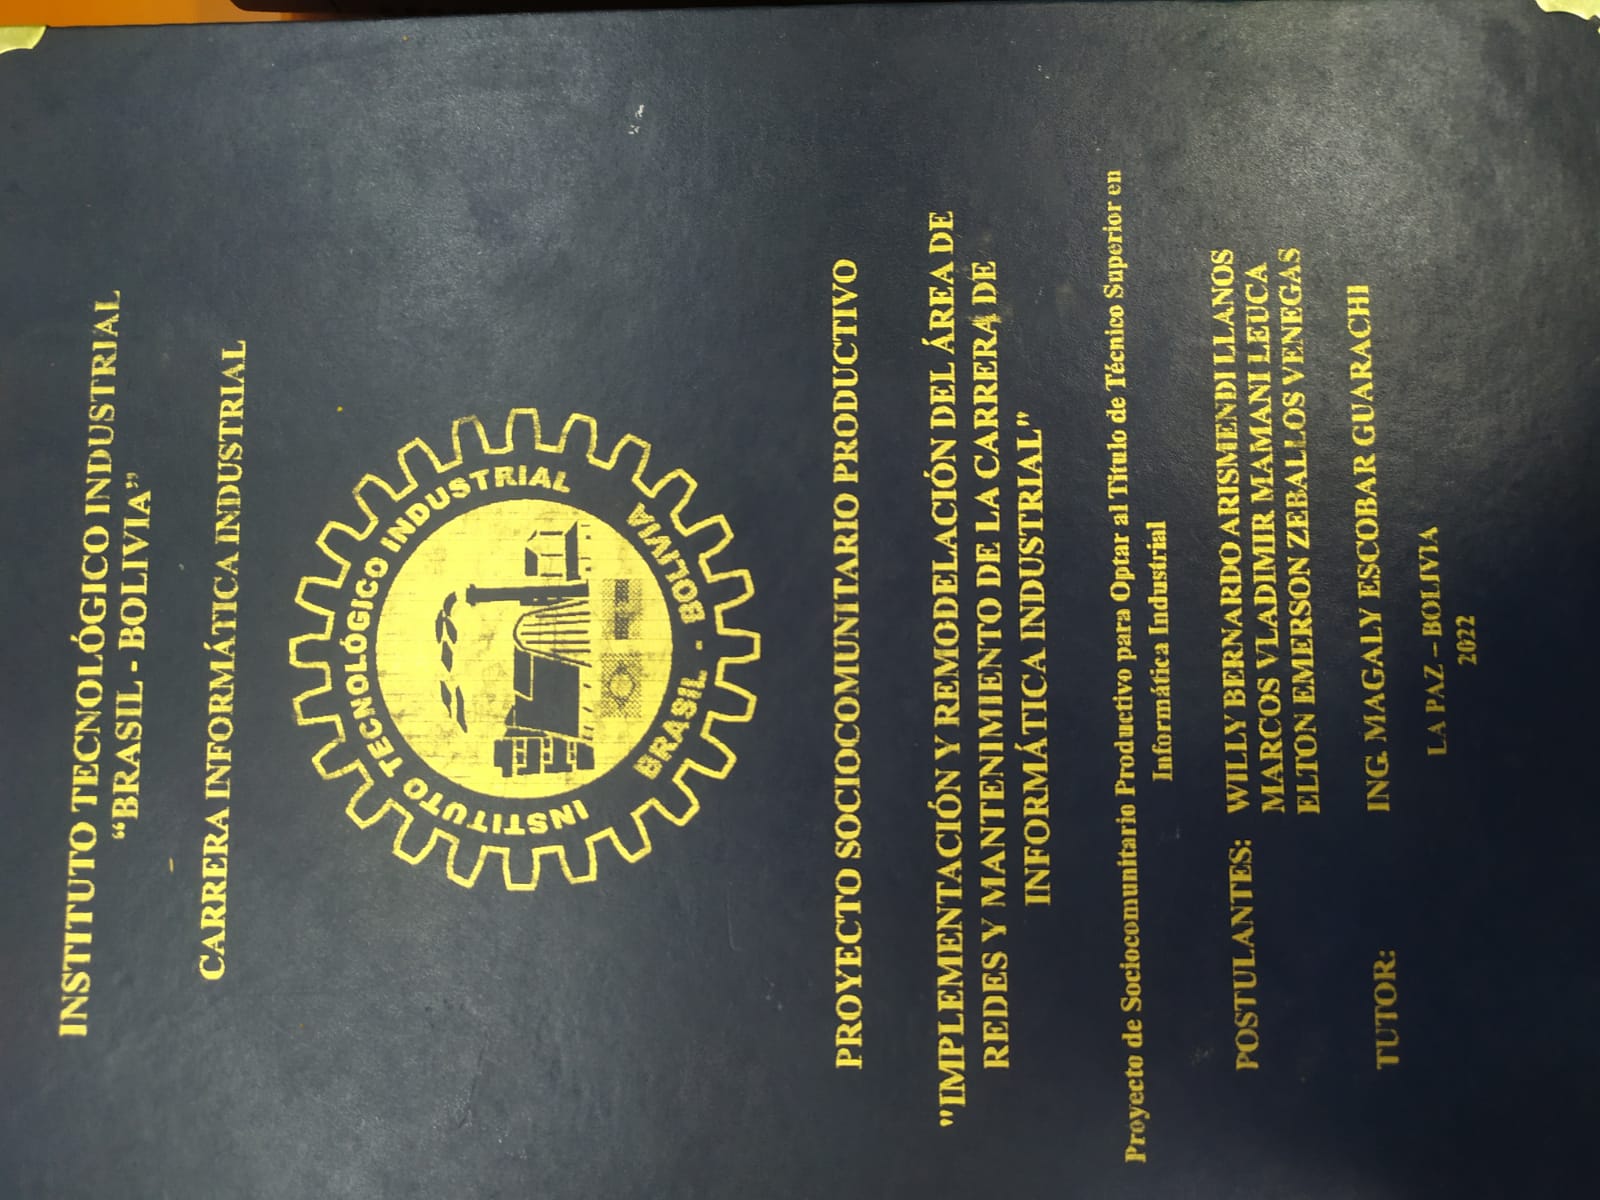 INSTITUTO TECNOLÓGICO INDUSTRIAL
“BRASIL - BOLIVIA”
CARRERA INFORMÁTICA INDUSTRIAL
INSTITUTO TECNOLÓGICO INDUSTRIAL
BRASIL - BOLIVIA
PROYECTO SOCIOCOMUNITARIO PRODUCTIVO
"IMPLEMENTACIÓN Y REMODELACIÓN DEL ÁREA DE
REDES Y MANTENIMIENTO DE LA CARRERA DE
INFORMÁTICA INDUSTRIAL"
Proyecto de Sociocomunitario Productivo para Optar al Titulo de Técnico Superior en
Informática Industrial
POSTULANTES: WILLY BERNARDO ARISMENDI LLANOS
MARCOS VLADIMIR MAMANI LEUCA
ELTON EMERSON ZEBALLOS VENEGAS
TUTOR: ING. MAGALY ESCOBAR GUARACHI
LA PAZ – BOLIVIA
2022